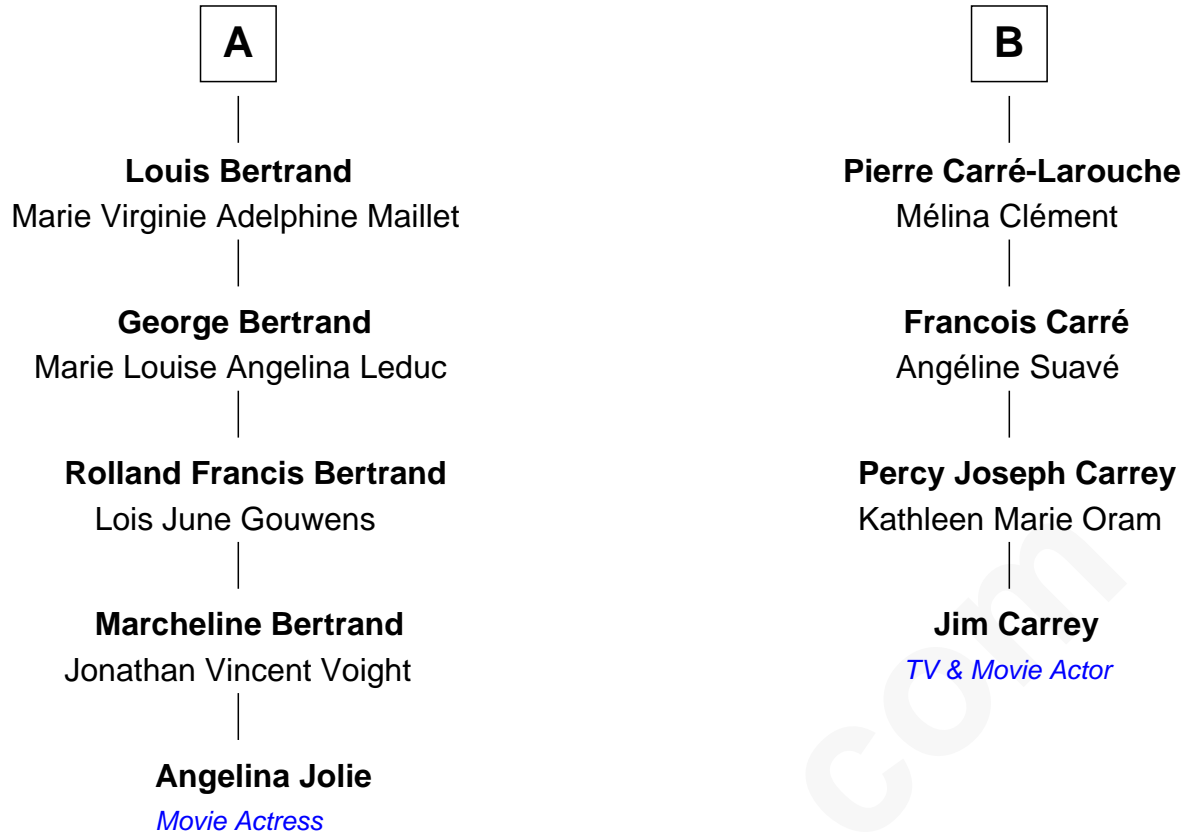 A
Louis Bertrand
Marie Virginie Adelphine Maillet
George Bertrand
Marie Louise Angelina Leduc
Rolland Francis Bertrand
Lois June Gouwens
Marcheline Bertrand
Jonathan Vincent Voight
Angelina Jolie
Movie Actress
B
Pierre Carré-Larouche
Mélina Clément
Francois Carré
Angéline Suavé
Percy Joseph Carrey
Kathleen Marie Oram
Jim Carrey
TV & Movie Actor
com